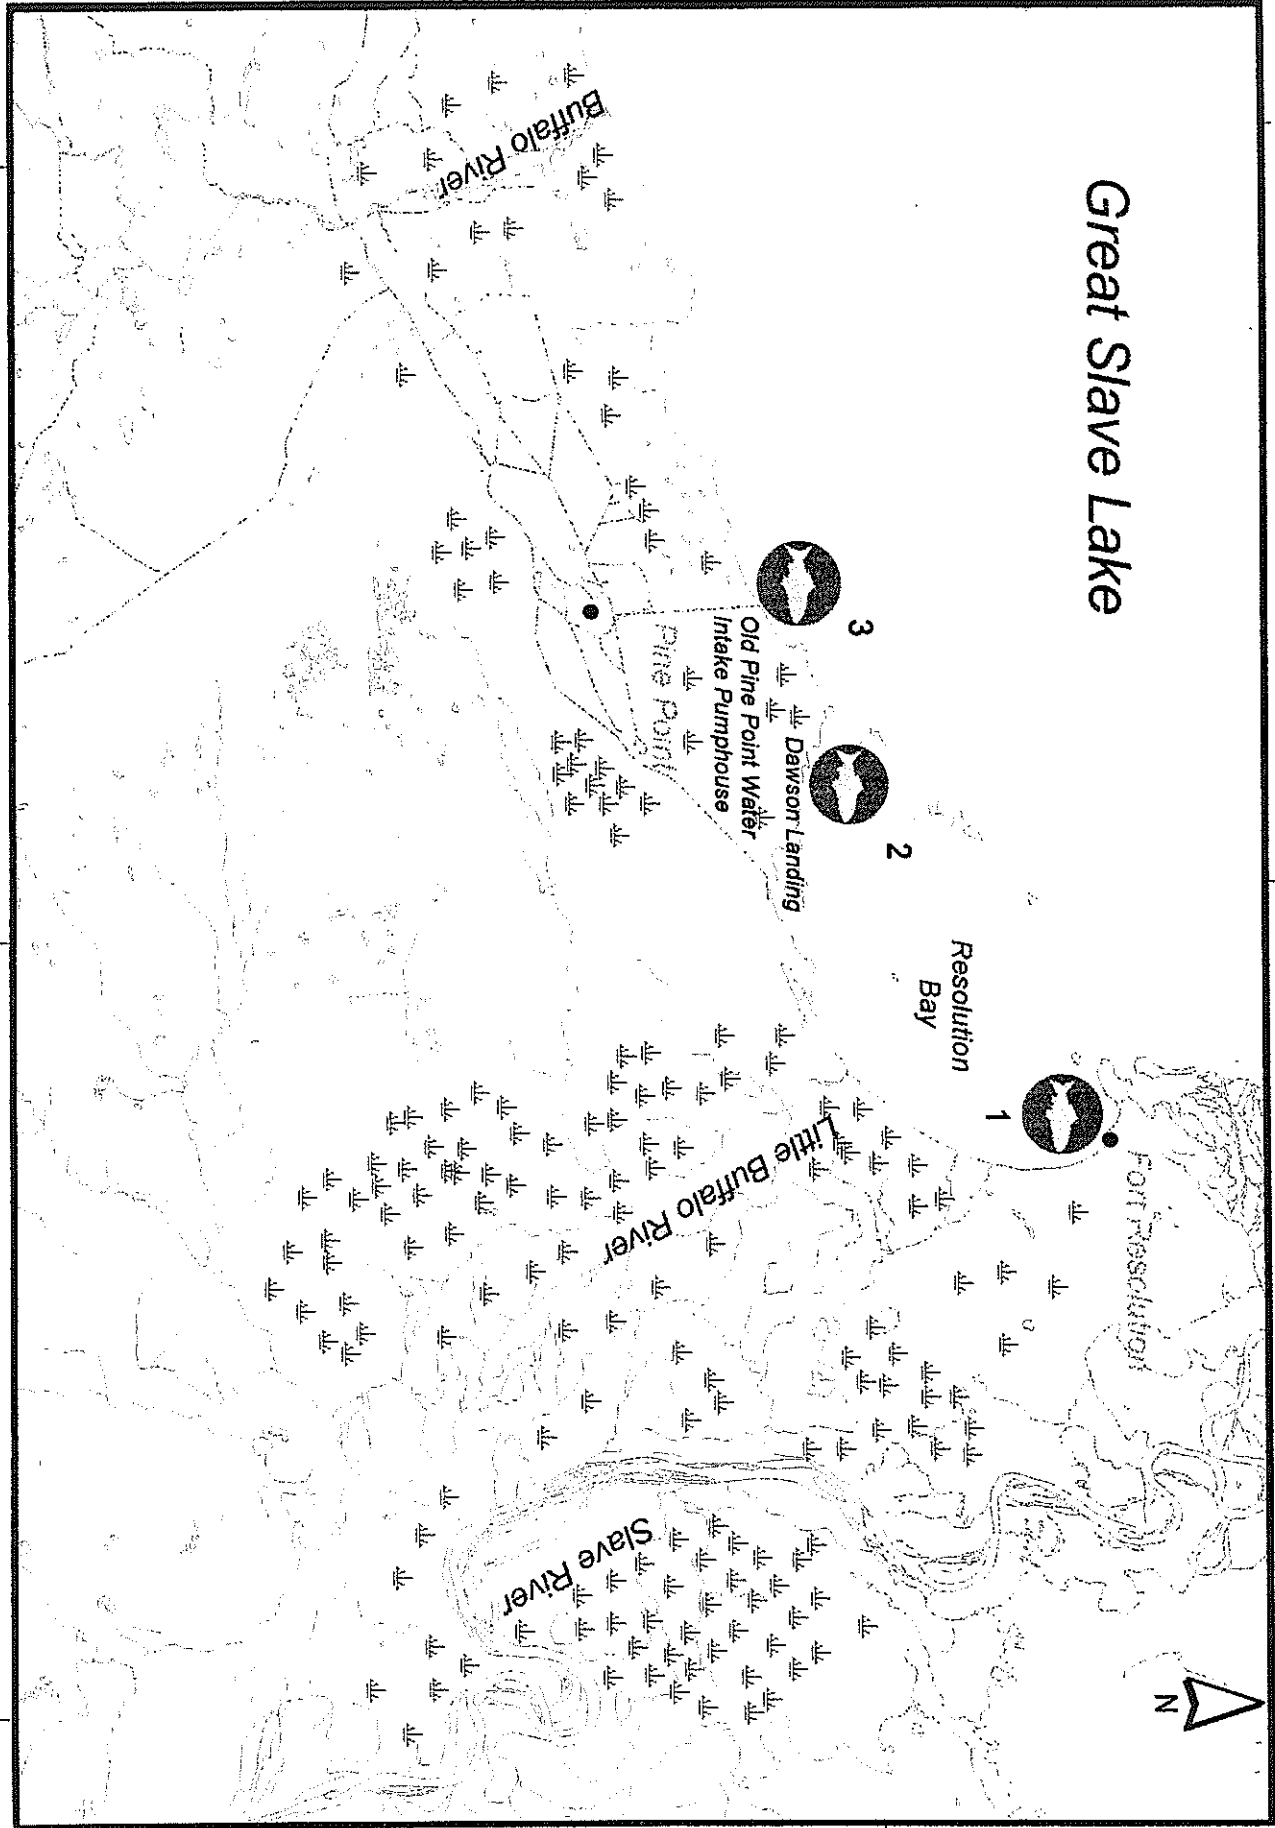 Great Slave Lake
N
Fort Resolution
1
Resolution
Bay
2
3
Dawson Landing
Old Pine Point Water
Intake Pumphouse
Pine Point
Buffalo River
Little Buffalo River
Slave River